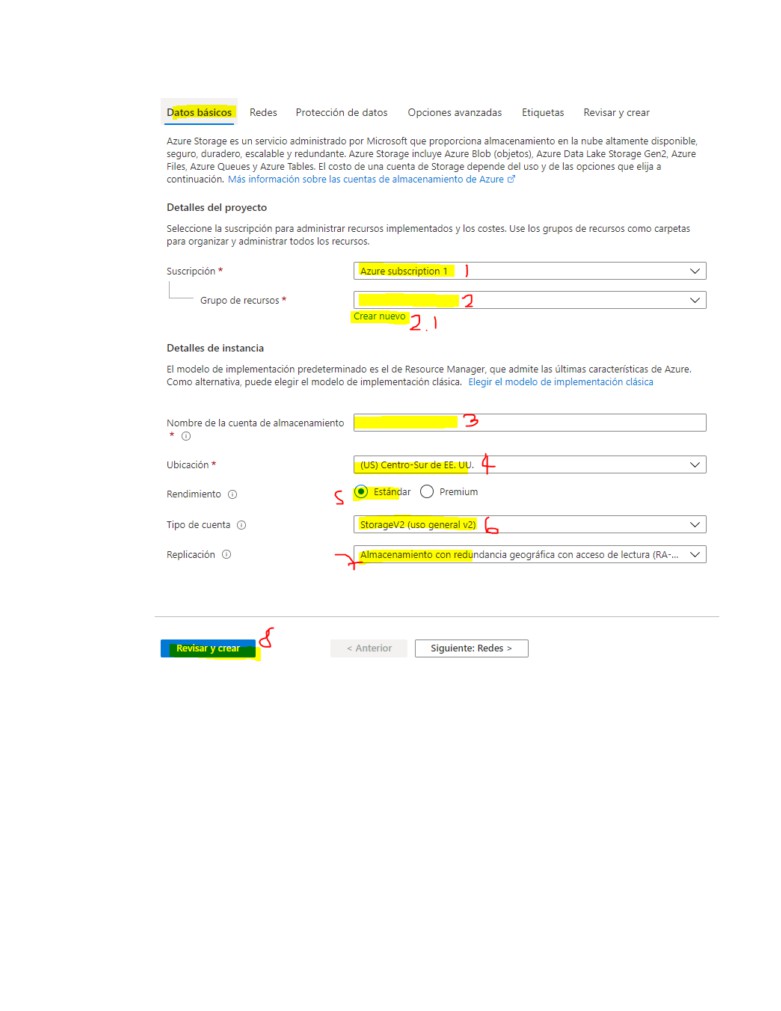 Datos básicos Redes Protección de datos Opciones avanzadas Etiquetas Revisar y crear
Azure Storage es un servicio administrado por Microsoft que proporciona almacenamiento en la nube altamente disponible,
seguro, duradero, escalable y redundante. Azure Storage incluye Azure Blob (objetos), Azure Data Lake Storage Gen2, Azure
Files, Azure Queues y Azure Tables. El costo de una cuenta de Storage depende del uso y de las opciones que elija a
continuación. Más información sobre las cuentas de almacenamiento de Azure
Detalles del proyecto
Seleccione la suscripción para administrar recursos implementados y los costes. Use los grupos de recursos como carpetas
para organizar y administrar todos los recursos.
Suscripción * Azure subscription 1 1
Grupo de recursos * 2
Crear nuevo 2.1
Detalles de instancia
El modelo de implementación predeterminado es el de Resource Manager, que admite las últimas características de Azure.
Como alternativa, puede elegir el modelo de implementación clásica. Elegir el modelo de implementación clásica
Nombre de la cuenta de almacenamiento 3
*
Ubicación * (US) Centro-Sur de EE. UU. 4
Rendimiento 5 Estándar Premium
Tipo de cuenta StorageV2 (uso general v2) 6
Replicación 7 Almacenamiento con redundancia geográfica con acceso de lectura (RA-...
Revisar y crear 8 < Anterior Siguiente: Redes >